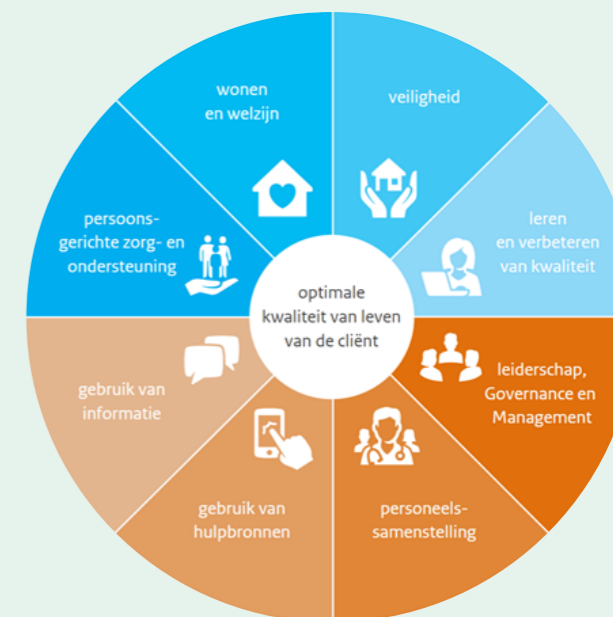 wonen
en welzijn
veiligheid
leren
en verbeteren
van kwaliteit
leiderschap,
Governance en
Management
personeels-
samenstelling
gebruik van
hulpbronnen
gebruik van
informatie
persoons-
gerichte zorg- en
ondersteuning
optimale
kwaliteit van leven
van de cliënt